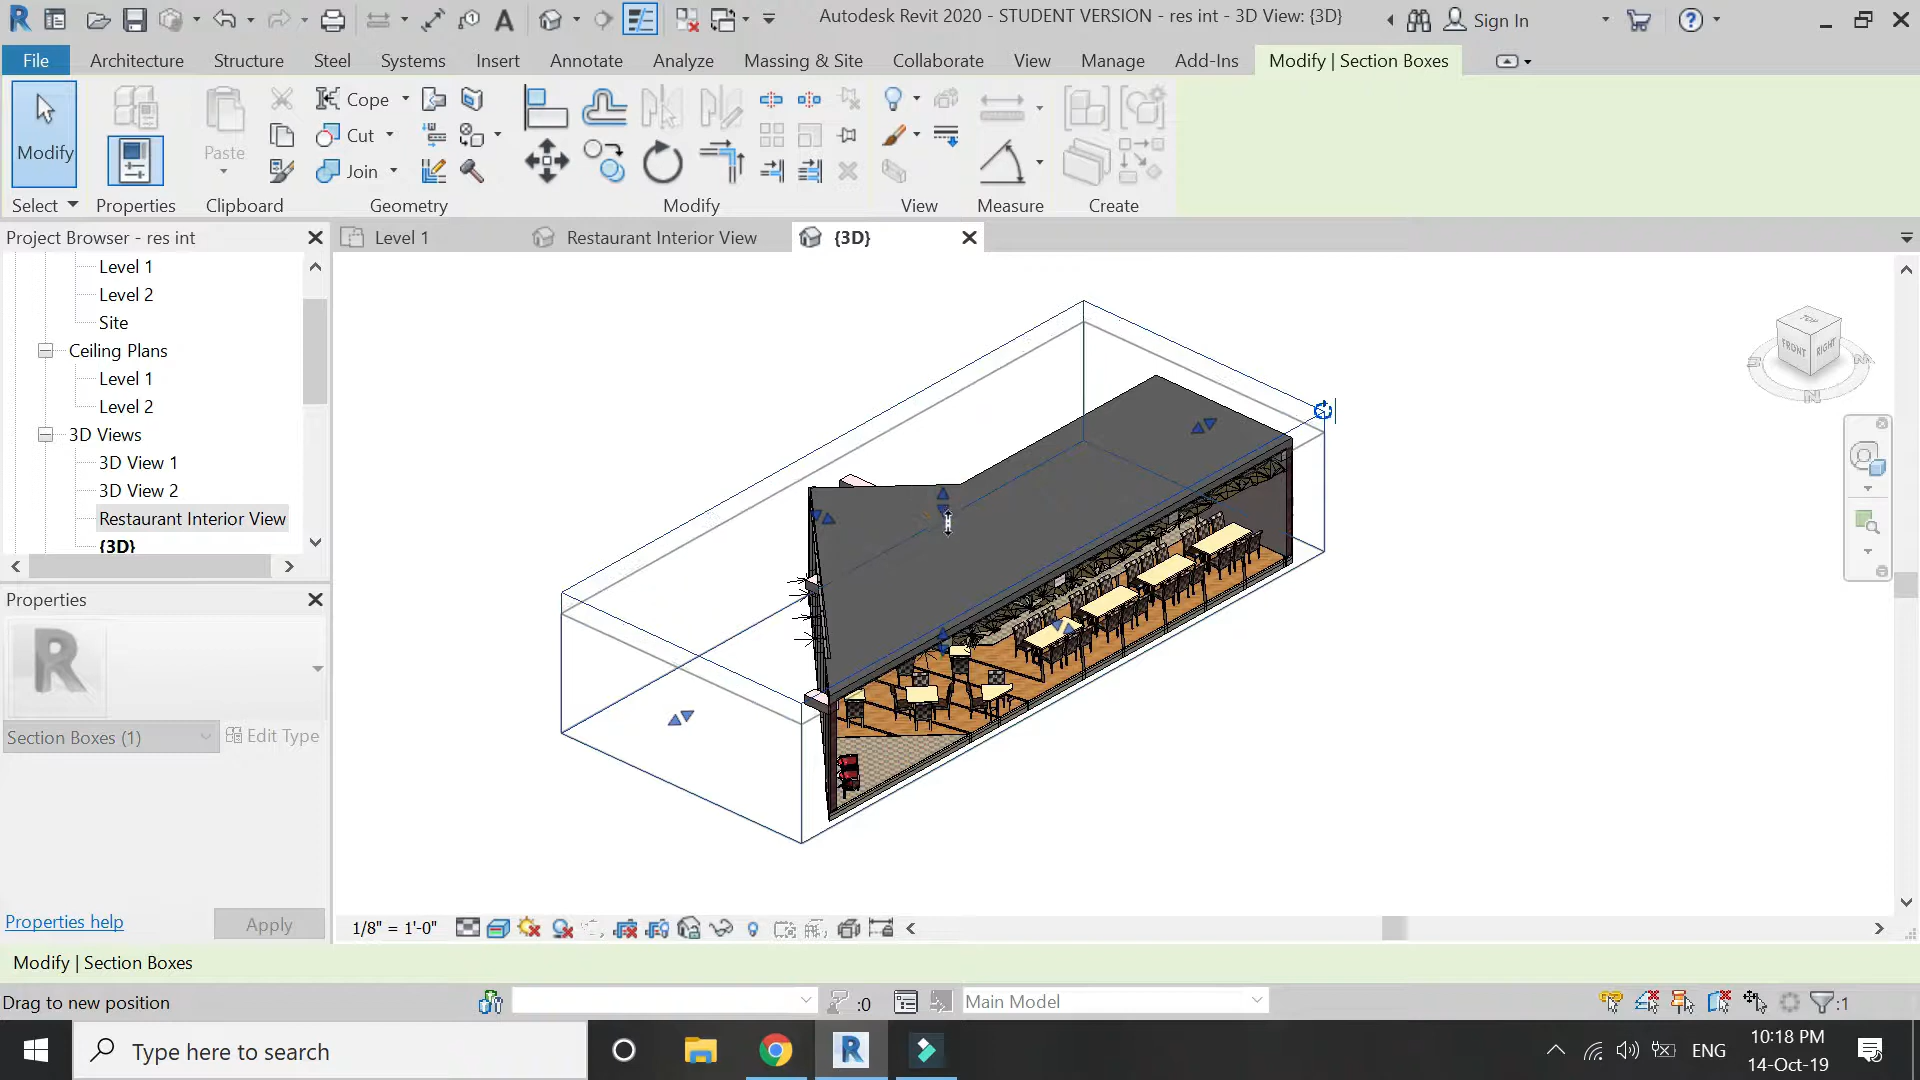 Autodesk Revit 2020 - STUDENT VERSION - res int - 3D View: {3D}
Sign In
File Architecture Structure Steel Systems Insert Annotate Analyze Massing & Site Collaborate View Manage Add-Ins Modify | Section Boxes
Modify
Paste
Cope
Cut
Join
Select Properties Clipboard Geometry Modify View Measure Create
Project Browser - res int
Level 1
Restaurant Interior View
{3D}
Level 1
Level 2
Site
Ceiling Plans
Level 1
Level 2
3D Views
3D View 1
3D View 2
Restaurant Interior View
{3D}
TOP
FRONT
RIGHT
Properties
R
Section Boxes (1)
Edit Type
Properties help
Apply
1/8" = 1'-0"
Modify | Section Boxes
Drag to new position
:0
Main Model
:1
Type here to search
ENG
10:18 PM
14-Oct-19